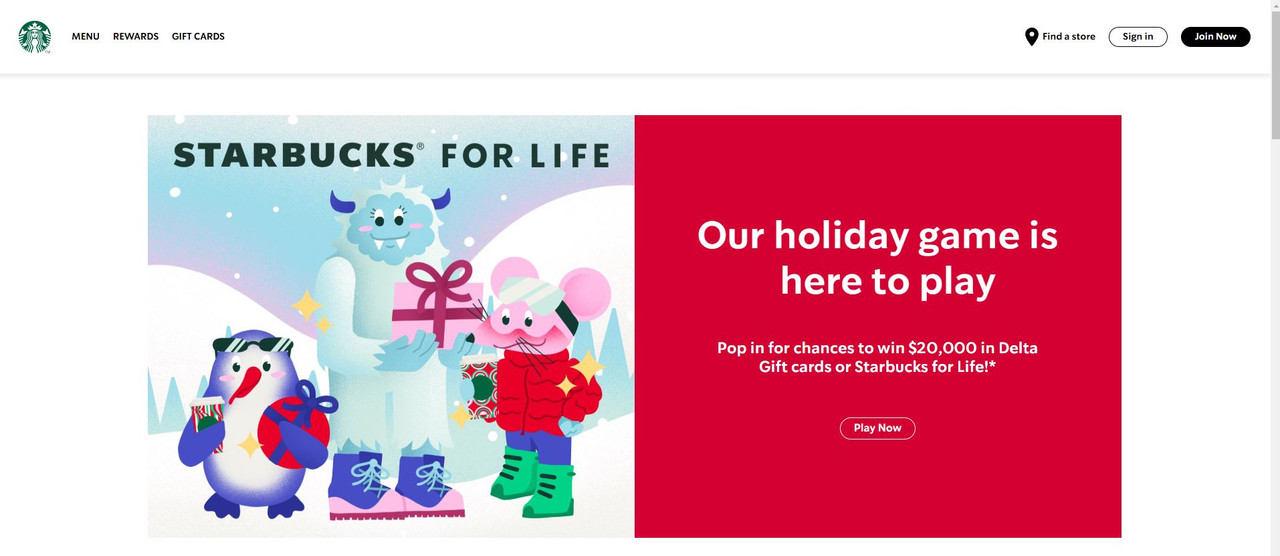 MENU REWARDS GIFT CARDS Find a store Sign in Join Now
STARBUCKS® FOR LIFE
Our holiday game is
here to play
Pop in for chances to win $20,000 in Delta
Gift cards or Starbucks for Life!*
Play Now